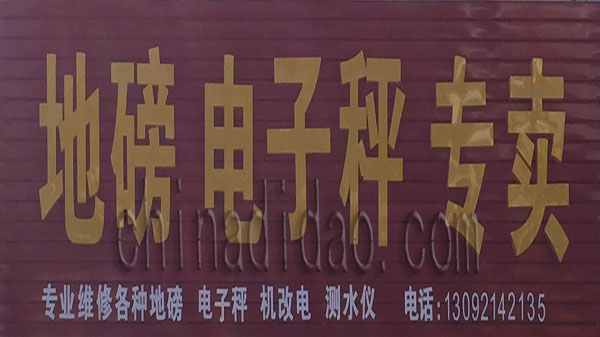 地磅 电子秤 专卖
chinadidao.com
专业维修各种地磅 电子秤 机改电 测水仪 电话:13092142135